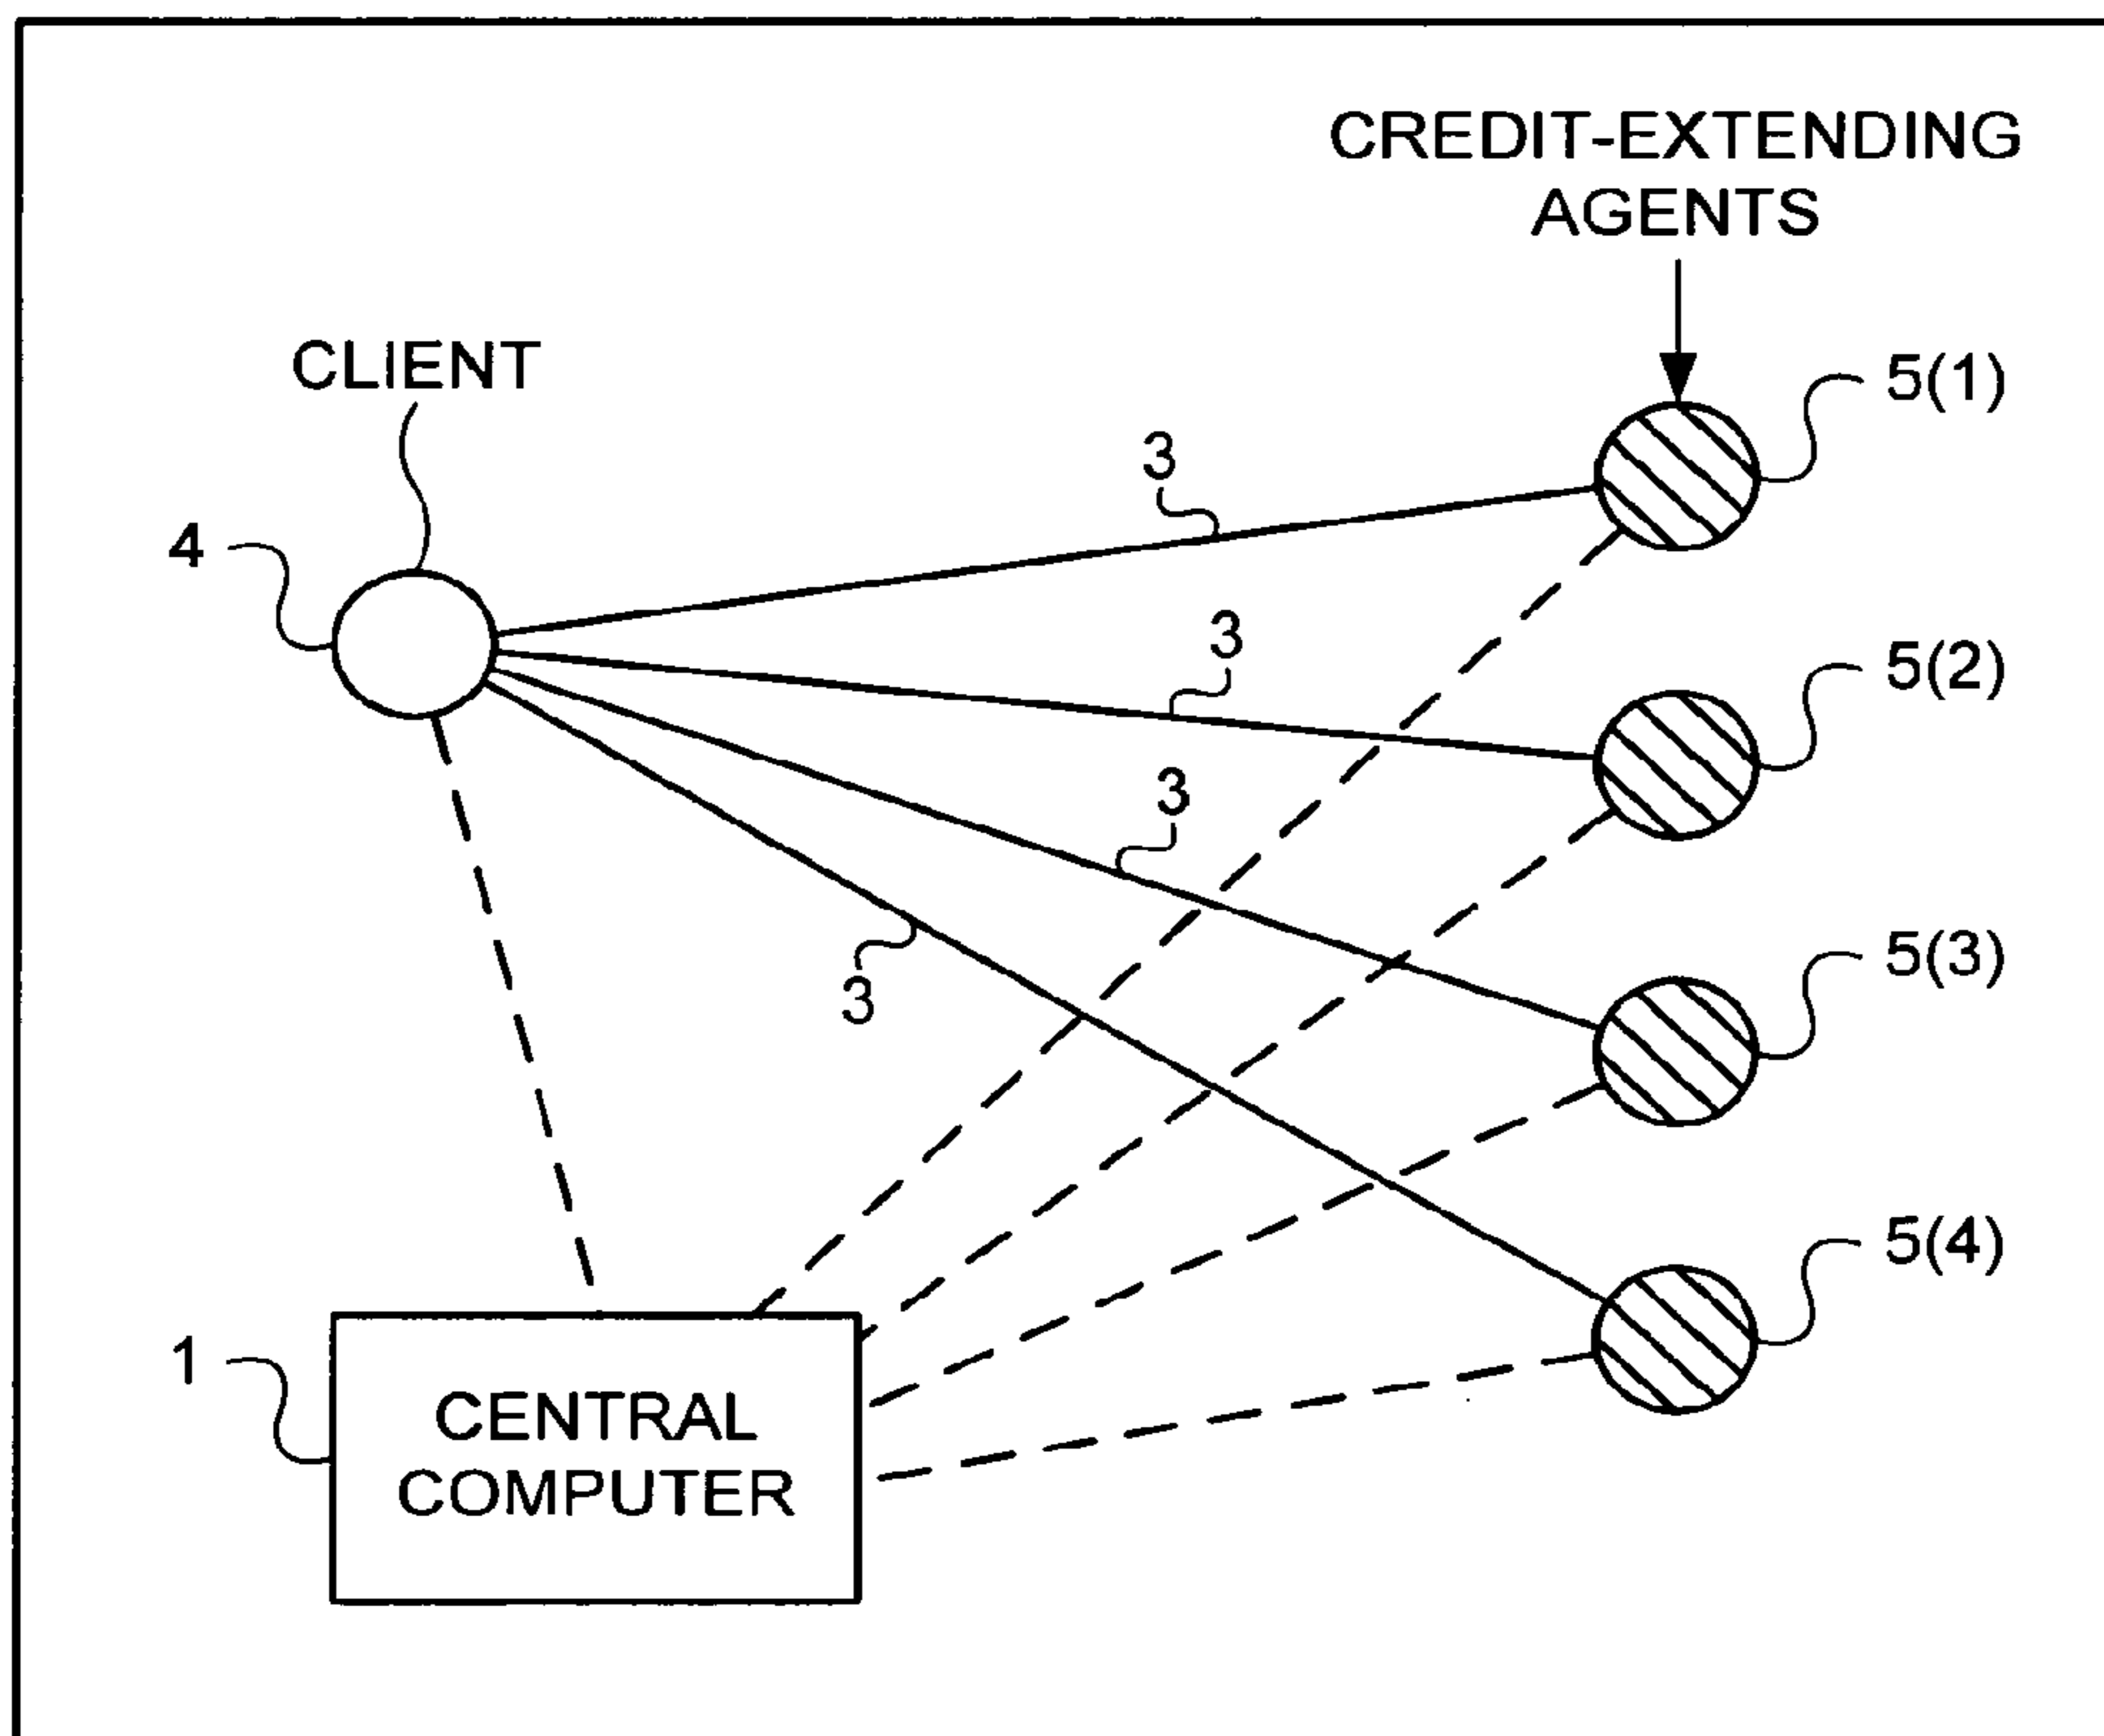 CREDIT-EXTENDING
AGENTS
CLIENT
5(1)
3
4
3
5(2)
3
5(3)
3
5(4)
1
CENTRAL
COMPUTER